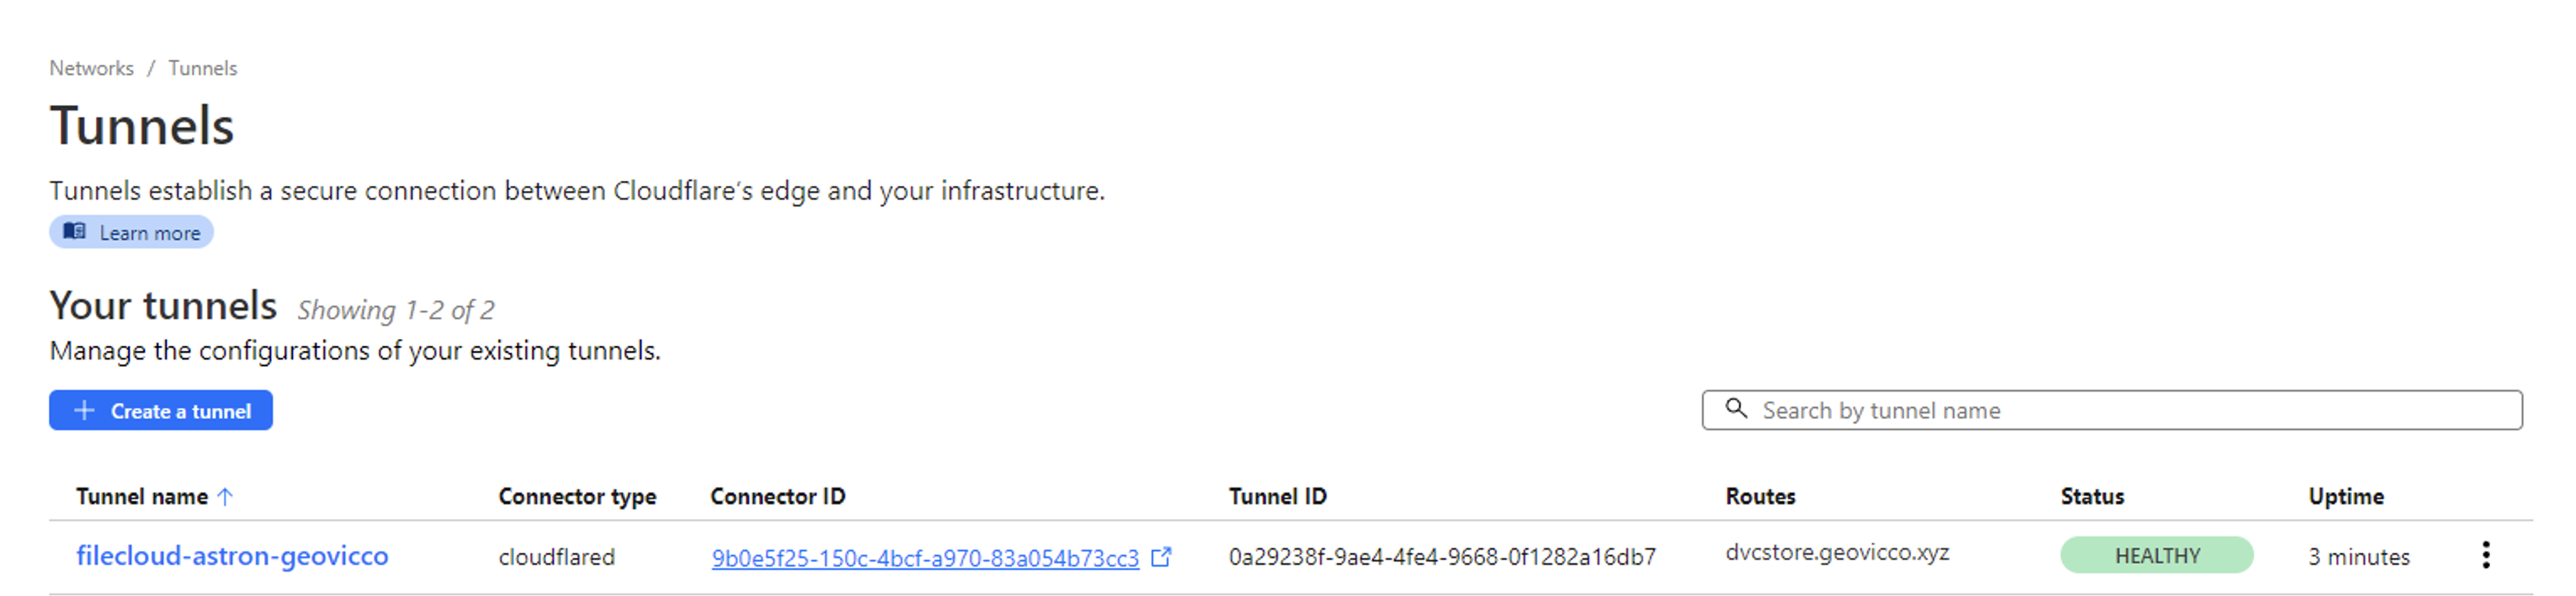 Networks / Tunnels
Tunnels
Tunnels establish a secure connection between Cloudflare's edge and your infrastructure.
Learn more
Your tunnels Showing 1-2 of 2
Manage the configurations of your existing tunnels.
+ Create a tunnel
Search by tunnel name
Tunnel name ↑ Connector type Connector ID Tunnel ID Routes Status Uptime
filecloud-astron-geovicco cloudflared 9b0e5f25-150c-4bcf-a970-83a054b73cc3 0a29238f-9ae4-4fe4-9668-0f1282a16db7 dvcstore.geovicco.xyz HEALTHY 3 minutes